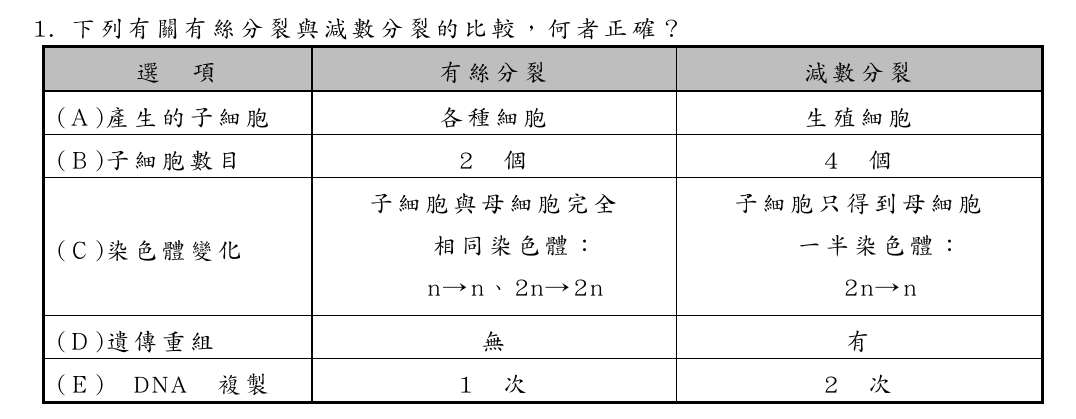 1. 下列有關有絲分裂與減數分裂的比較，何者正確？
選 項 有絲分裂 減數分裂
(A)產生的子細胞 各種細胞 生殖細胞
(B)子細胞數目 2 個 4 個
(C)染色體變化 子細胞與母細胞完全 子細胞只得到母細胞
相同染色體： 一半染色體：
n→n、2n→2n 2n→n
(D)遺傳重組 無 有
(E) DNA 複製 1 次 2 次